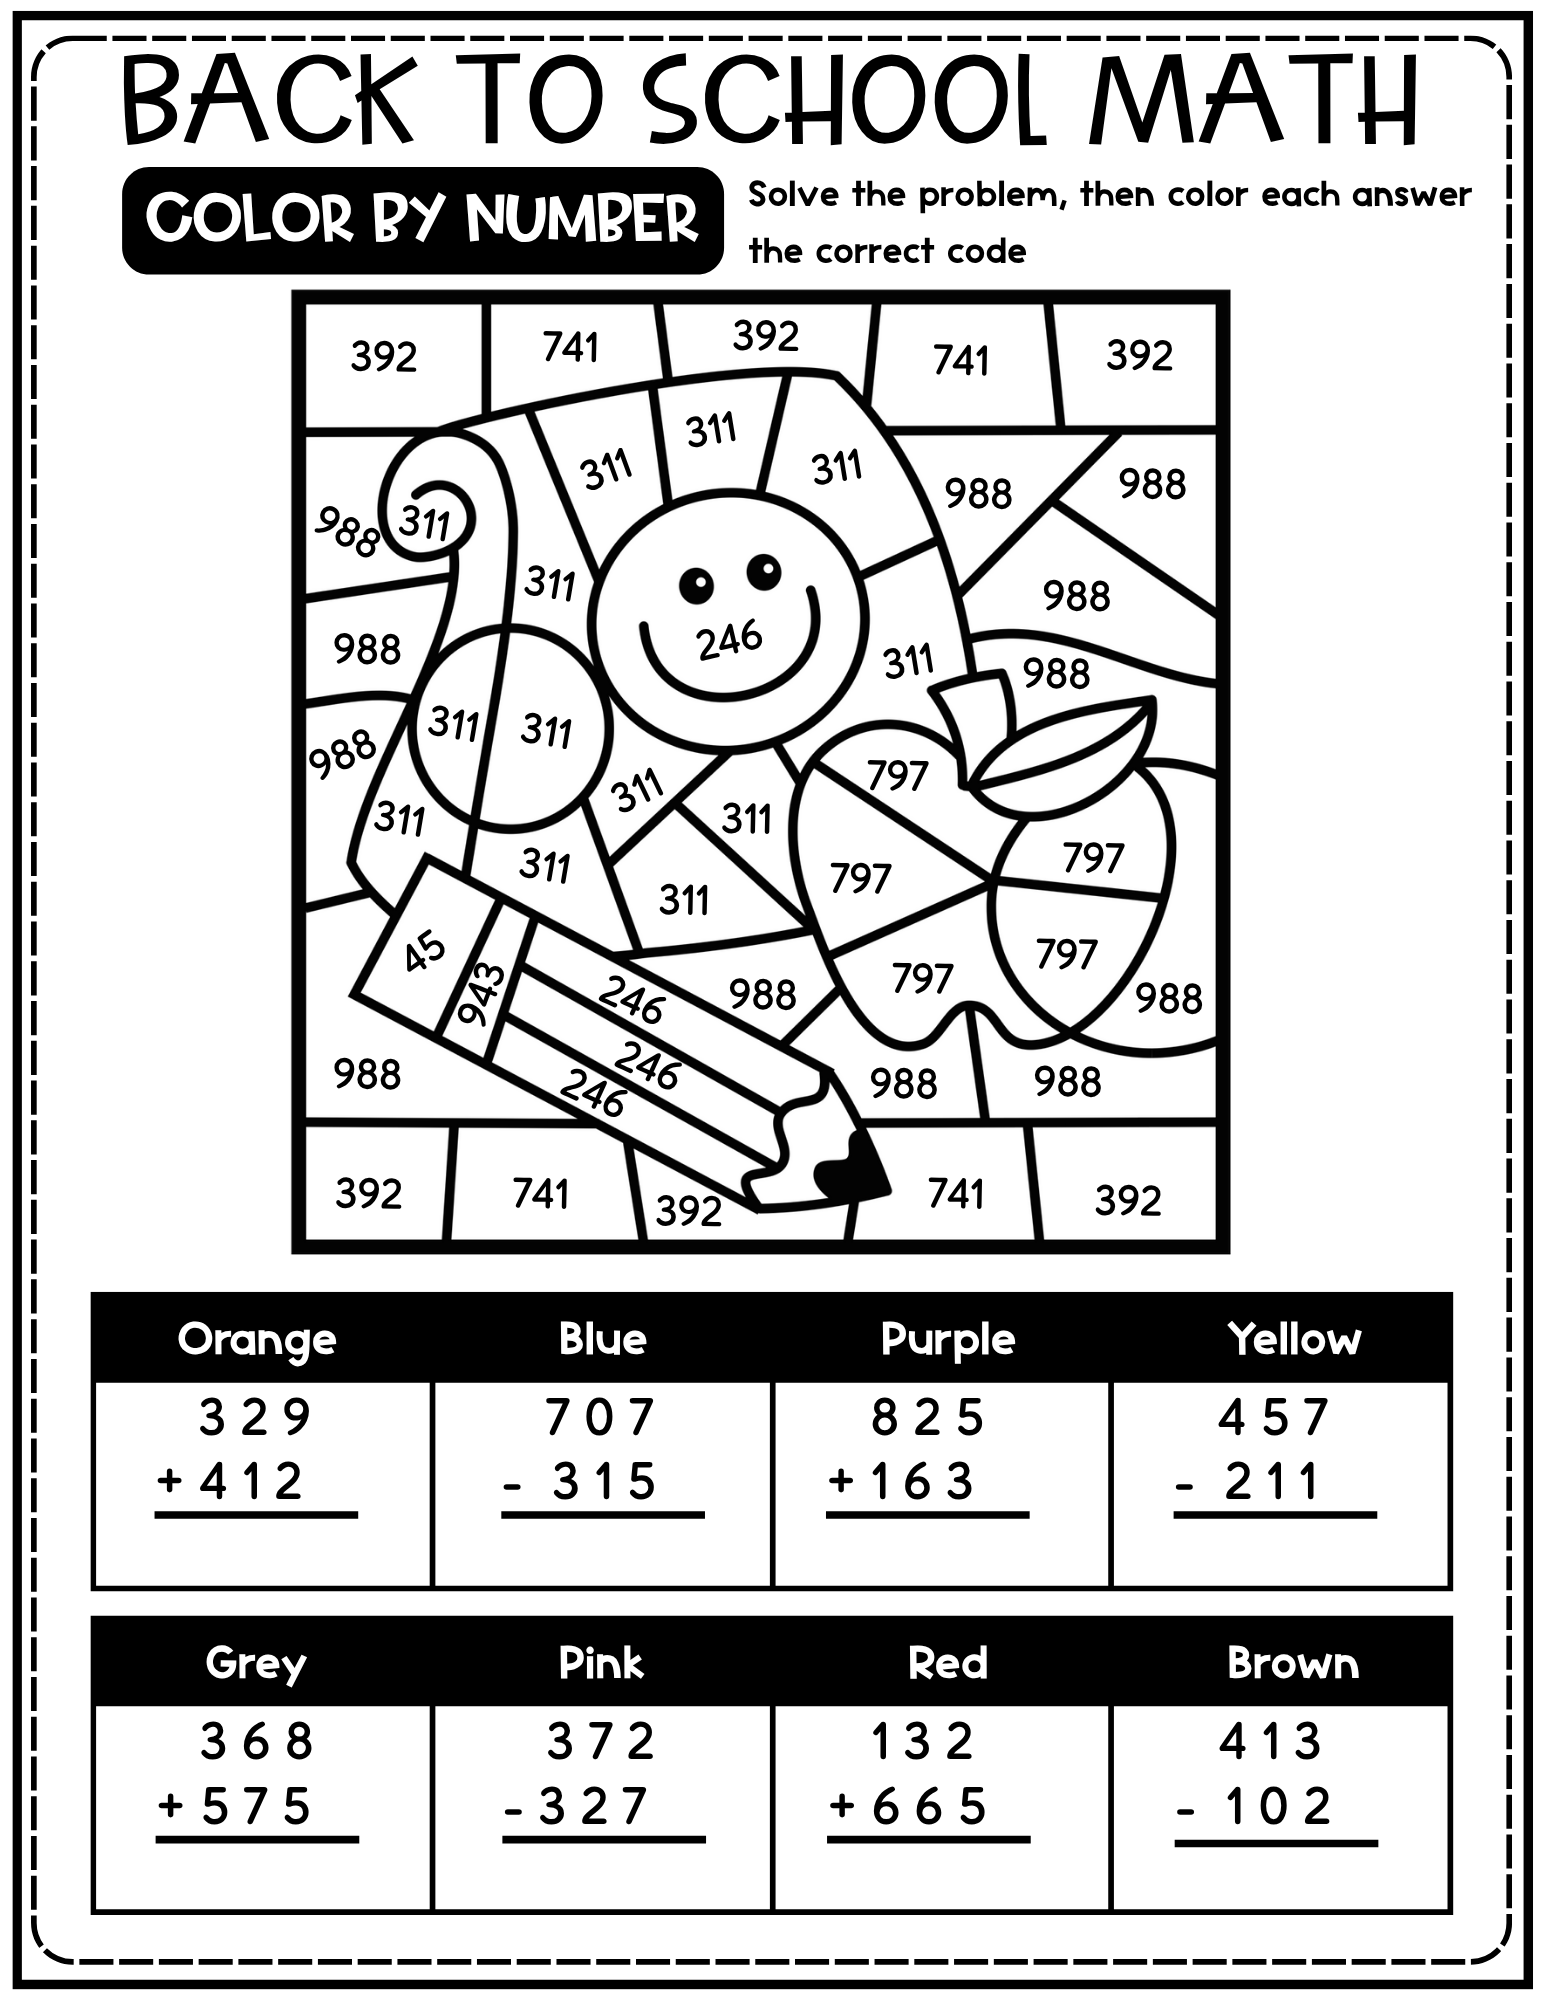 BACK TO SCHOOL MATH
COLOR BY NUMBER
Solve the problem, then color each answer
the correct code
392 741 392 741 392
311 311 311 988 988
988 311 311 988
988 246 311 988
988 311 311 311 311 797
311 311 311 797 797
45 943 311 797 797
246 988 797 988
988 246 246 988 988
392 741 392 741 392
Orange Blue Purple Yellow
3 2 9 7 0 7 8 2 5 4 5 7
+ 4 1 2 - 3 1 5 + 1 6 3 - 2 1 1
Grey Pink Red Brown
3 6 8 3 7 2 1 3 2 4 1 3
+ 5 7 5 - 3 2 7 + 6 6 5 - 1 0 2